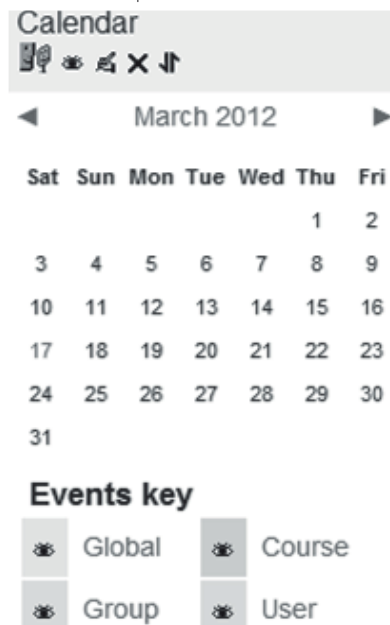 Calendar
March 2012
Sat Sun Mon Tue Wed Thu Fri
1 2
3 4 5 6 7 8 9
10 11 12 13 14 15 16
17 18 19 20 21 22 23
24 25 26 27 28 29 30
31
Events key
Global Course
Group User